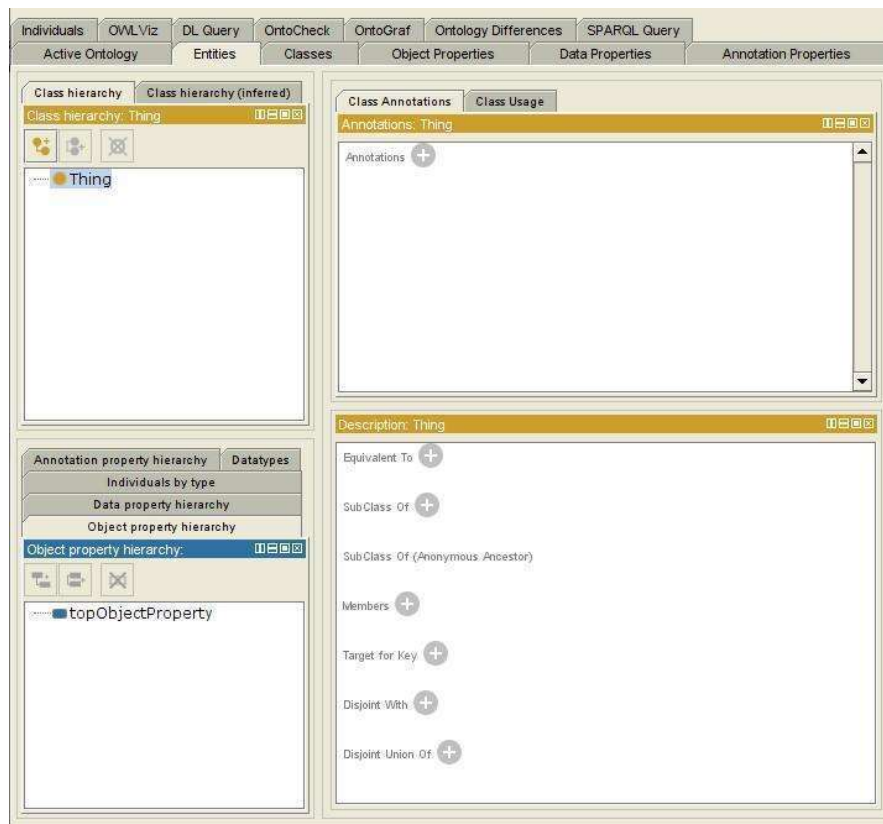 Individuals OWLViz DL Query OntoCheck OntoGraf Ontology Differences SPARQL Query
Active Ontology Entities Classes Object Properties Data Properties Annotation Properties
Class hierarchy Class hierarchy (inferred)
Class hierarchy: Thing
Thing
Class Annotations Class Usage
Annotations: Thing
Annotations
Annotation property hierarchy Datatypes
Individuals by type
Data property hierarchy
Object property hierarchy
Object property hierarchy:
topObjectProperty
Description: Thing
Equivalent To
SubClass Of
SubClass Of (Anonymous Ancestor)
Members
Target for Key
Disjoint With
Disjoint Union Of